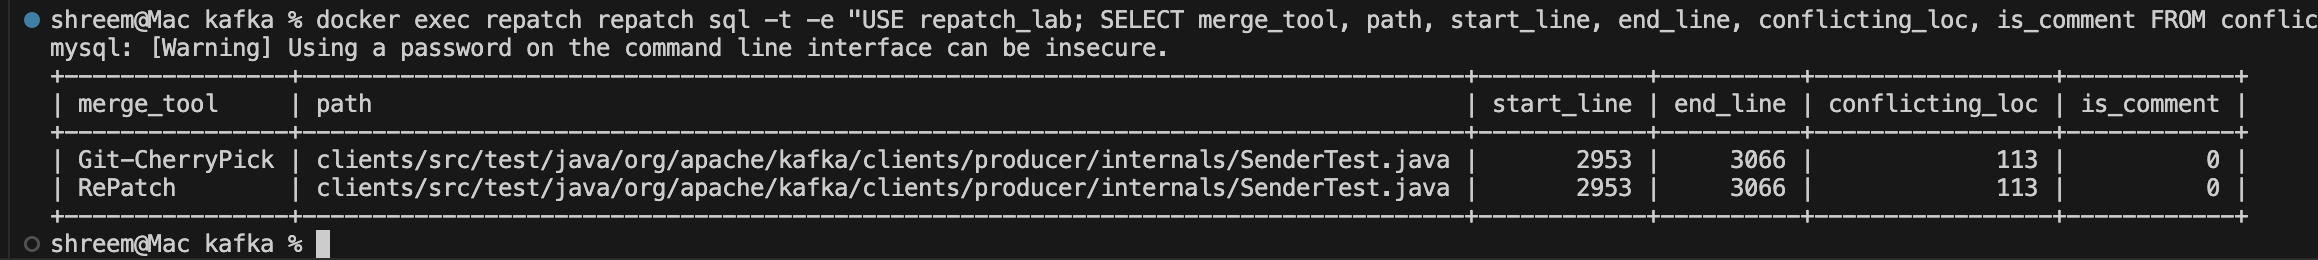 shreem@Mac kafka % docker exec repatch repatch sql -t -e "USE repatch_lab; SELECT merge_tool, path, start_line, end_line, conflicting_loc, is_comment FROM conflic
mysql: [Warning] Using a password on the command line interface can be insecure.
+----------------+----------------------------------------------------------------------------------+------------+----------+-----------------+------------+
| merge_tool     | path                                                                             | start_line | end_line | conflicting_loc | is_comment |
+----------------+----------------------------------------------------------------------------------+------------+----------+-----------------+------------+
| Git-CherryPick | clients/src/test/java/org/apache/kafka/clients/producer/internals/SenderTest.java |       2953 |     3066 |             113 |          0 |
| RePatch        | clients/src/test/java/org/apache/kafka/clients/producer/internals/SenderTest.java |       2953 |     3066 |             113 |          0 |
+----------------+----------------------------------------------------------------------------------+------------+----------+-----------------+------------+
shreem@Mac kafka %